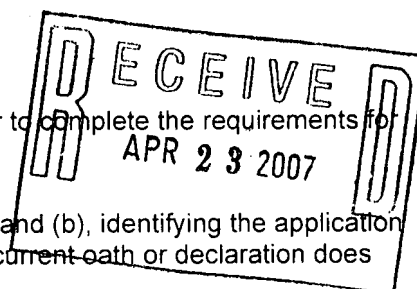 RECEIVED
to complete the requirements for
APR 23 2007
and (b), identifying the application
current oath or declaration does